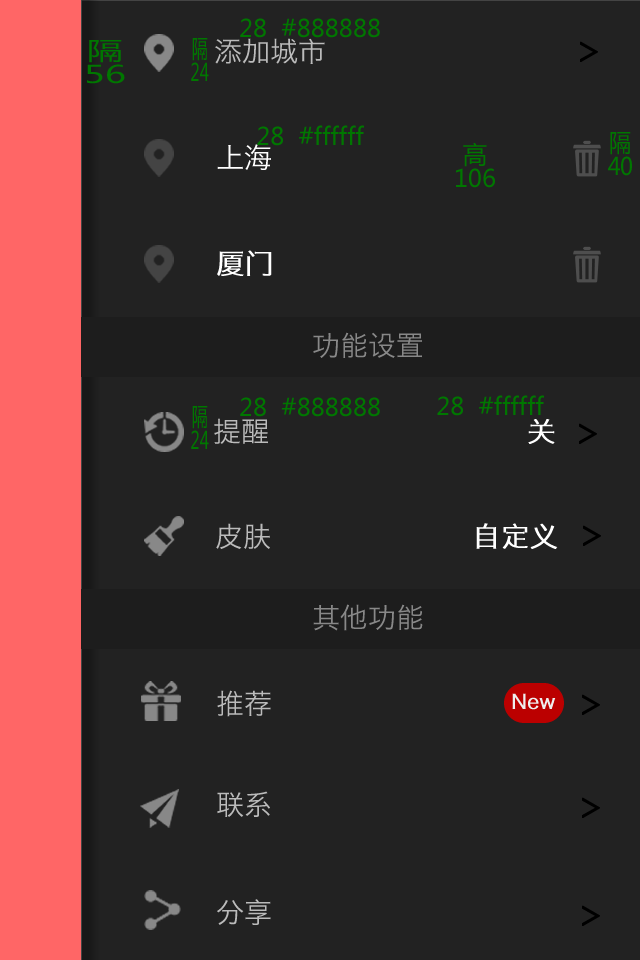 28 #888888
隔
56
隔
24
添加城市
>
28 #ffffff
上海
高
106
隔
40
厦门
功能设置
28 #888888
28 #ffffff
隔
24
提醒 关 >
皮肤 自定义 >
其他功能
推荐 New >
联系 >
分享 >